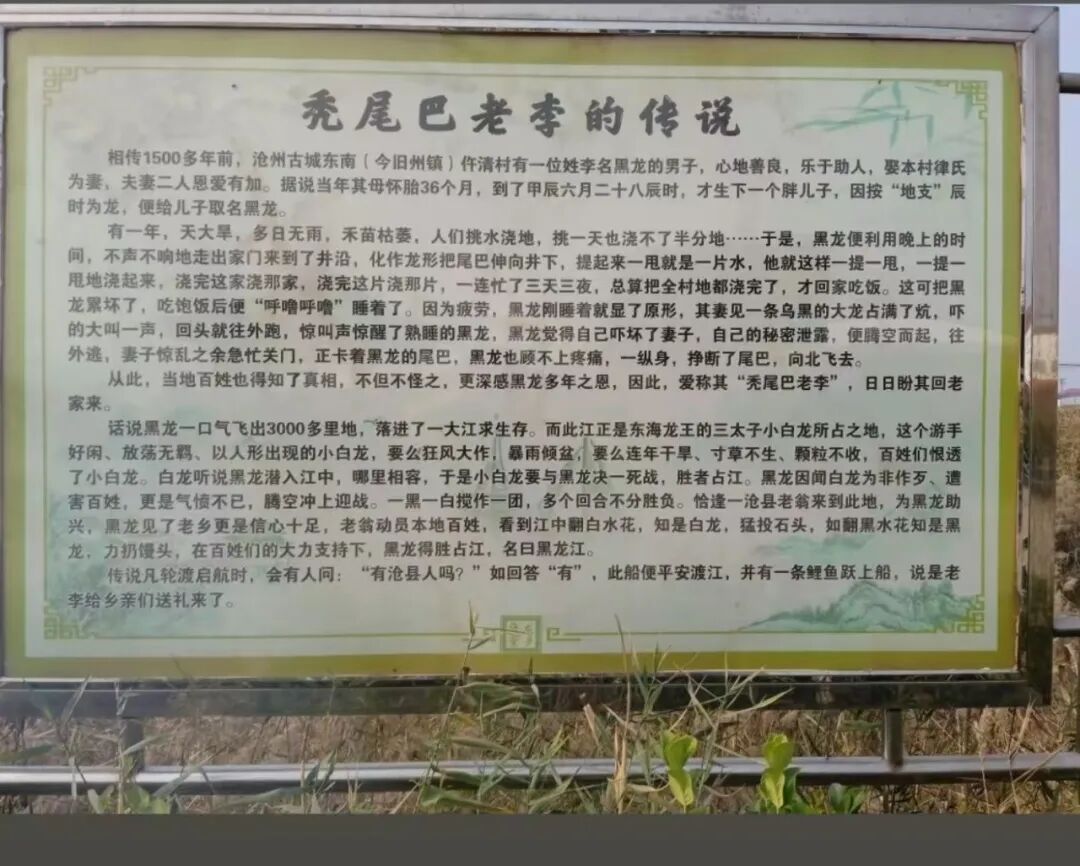 秃尾巴老李的传说
相传1500多年前，沧州古城东南（今旧州镇）仵清村有一位姓李名黑龙的男子，心地善良，乐于助人，娶本村律氏
为妻，夫妻二人恩爱有加。据说当年其母怀胎36个月，到了甲辰六月二十八辰时，才生下一个胖儿子，因按“地支”辰
时为龙，便给儿子取名黑龙。
有一年，天大旱，多日无雨，禾苗枯萎，人们挑水浇地，挑一天也浇不了半分地……于是，黑龙便利用晚上的时
间，不声不响地走出家门来到了井沿，化作龙形把尾巴伸向井下，提起来一甩就是一片水，他就这样一提一甩，一提一
甩地浇起来，浇完这家浇那家，浇完这片浇那片，一连忙了三天三夜，总算把全村地都浇完了，才回家吃饭。这可把黑
龙累坏了，吃饱饭后便“呼噜呼噜”睡着了。因为疲劳，黑龙刚睡着就显了原形，其妻见一条乌黑的大龙占满了炕，吓
的大叫一声，回头就往外跑，惊叫声惊醒了熟睡的黑龙，黑龙觉得自己吓坏了妻子，自己的秘密泄露，便腾空而起，往
外逃，妻子惊乱之余急忙关门，正卡着黑龙的尾巴，黑龙也顾不上疼痛，一纵身，挣断了尾巴，向北飞去。
从此，当地百姓也得知了真相，不但不怪之，更深感黑龙多年之恩，因此，爱称其“秃尾巴老李”，日日盼其回老
家来。
话说黑龙一口气飞出3000多里地，落进了一大江求生存。而此江正是东海龙王的三太子小白龙所占之地，这个游手
好闲、放荡无羁、以人形出现的小白龙，要么狂风大作，暴雨倾盆，要么连年干旱、寸草不生、颗粒不收，百姓们恨透
了小白龙。白龙听说黑龙潜入江中，哪里相容，于是小白龙要与黑龙决一死战，胜者占江。黑龙因闻白龙为非作歹、遭
害百姓，更是气愤不已，腾空冲上迎战。一黑一白搅作一团，多个回合不分胜负。恰逢一沧县老翁来到此地，为黑龙助
兴，黑龙见了老乡更是信心十足，老翁动员本地百姓，看到江中翻白水花，知是白龙，猛投石头，如翻黑水花知是黑
龙，力扔馒头，在百姓们的大力支持下，黑龙得胜占江，名曰黑龙江。
传说凡轮渡启航时，会有人问：“有沧县人吗？”如回答“有”，此船便平安渡江，并有一条鲤鱼跃上船，说是老
李给乡亲们送礼来了。